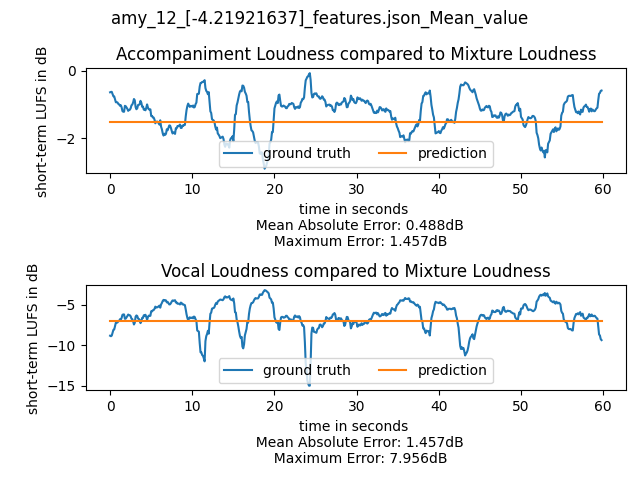 amy_12_[-4.21921637]_features.json_Mean_value
Accompaniment Loudness compared to Mixture Loudness
short-term LUFS in dB
0
−2
ground truth
prediction
0 10 20 30 40 50 60
time in seconds
Mean Absolute Error: 0.488dB
Maximum Error: 1.457dB
Vocal Loudness compared to Mixture Loudness
short-term LUFS in dB
−5
−10
−15
ground truth
prediction
0 10 20 30 40 50 60
time in seconds
Mean Absolute Error: 1.457dB
Maximum Error: 7.956dB